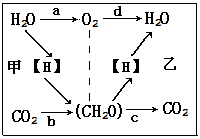 H₂O a O₂ d H₂O
甲 【H】 【H】 乙
CO₂ b (CH₂O) c CO₂